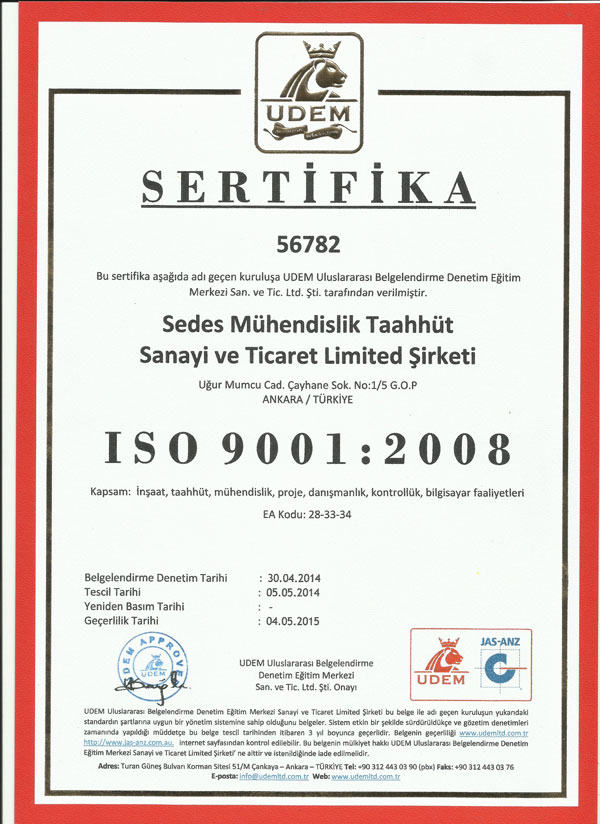 UDEM
SERTİFİKA
56782
Bu sertifika aşağıda adı geçen kuruluşa UDEM Uluslararası Belgelendirme Denetim Eğitim
Merkezi San. ve Tic. Ltd. Şti. tarafından verilmiştir.
Sedes Mühendislik Taahhüt
Sanayi ve Ticaret Limited Şirketi
Uğur Mumcu Cad. Çayhane Sok. No:1/5 G.O.P
ANKARA / TÜRKİYE
ISO 9001:2008
Kapsam: İnşaat, taahhüt, mühendislik, proje, danışmanlık, kontrollük, bilgisayar faaliyetleri
EA Kodu: 28-33-34
Belgelendirme Denetim Tarihi : 30.04.2014
Tescil Tarihi : 05.05.2014
Yeniden Basım Tarihi : -
Geçerlilik Tarihi : 04.05.2015
UDEM APPROVED
UDEM
UDEM Uluslararası Belgelendirme
Denetim Eğitim Merkezi
San. ve Tic. Ltd. Şti. Onayı
UDEM
JAS-ANZ
UDEM Uluslararası Belgelendirme Denetim Eğitim Merkezi Sanayi ve Ticaret Limited Şirketi bu belge ile adı geçen kuruluşun yukarıdaki
standardın şartlarına uygun bir yönetim sistemine sahip olduğunu belgeler. Sistem etkin bir şekilde sürdürüldükçe ve gözetim denetimleri
zamanında yapıldığı müddetçe bu belge tescil tarihinden itibaren 3 yıl boyunca geçerlidir. Belgenin geçerliliği www.udemltd.com.tr
http://www.jas-anz.com.au. internet sayfasından kontrol edilebilir. Bu belgenin mülkiyet hakkı UDEM Uluslararası Belgelendirme Denetim
Eğitim Merkezi Sanayi ve Ticaret Limited Şirketi' ne aittir ve istenildiğinde iade edilmelidir.
Adres: Turan Güneş Bulvarı Korman Sitesi 51/M Çankaya – Ankara – TÜRKİYE Tel: +90 312 443 03 90 (pbx) Faks: +90 312 443 03 76
E-posta: info@udemltd.com.tr Web: www.udemltd.com.tr